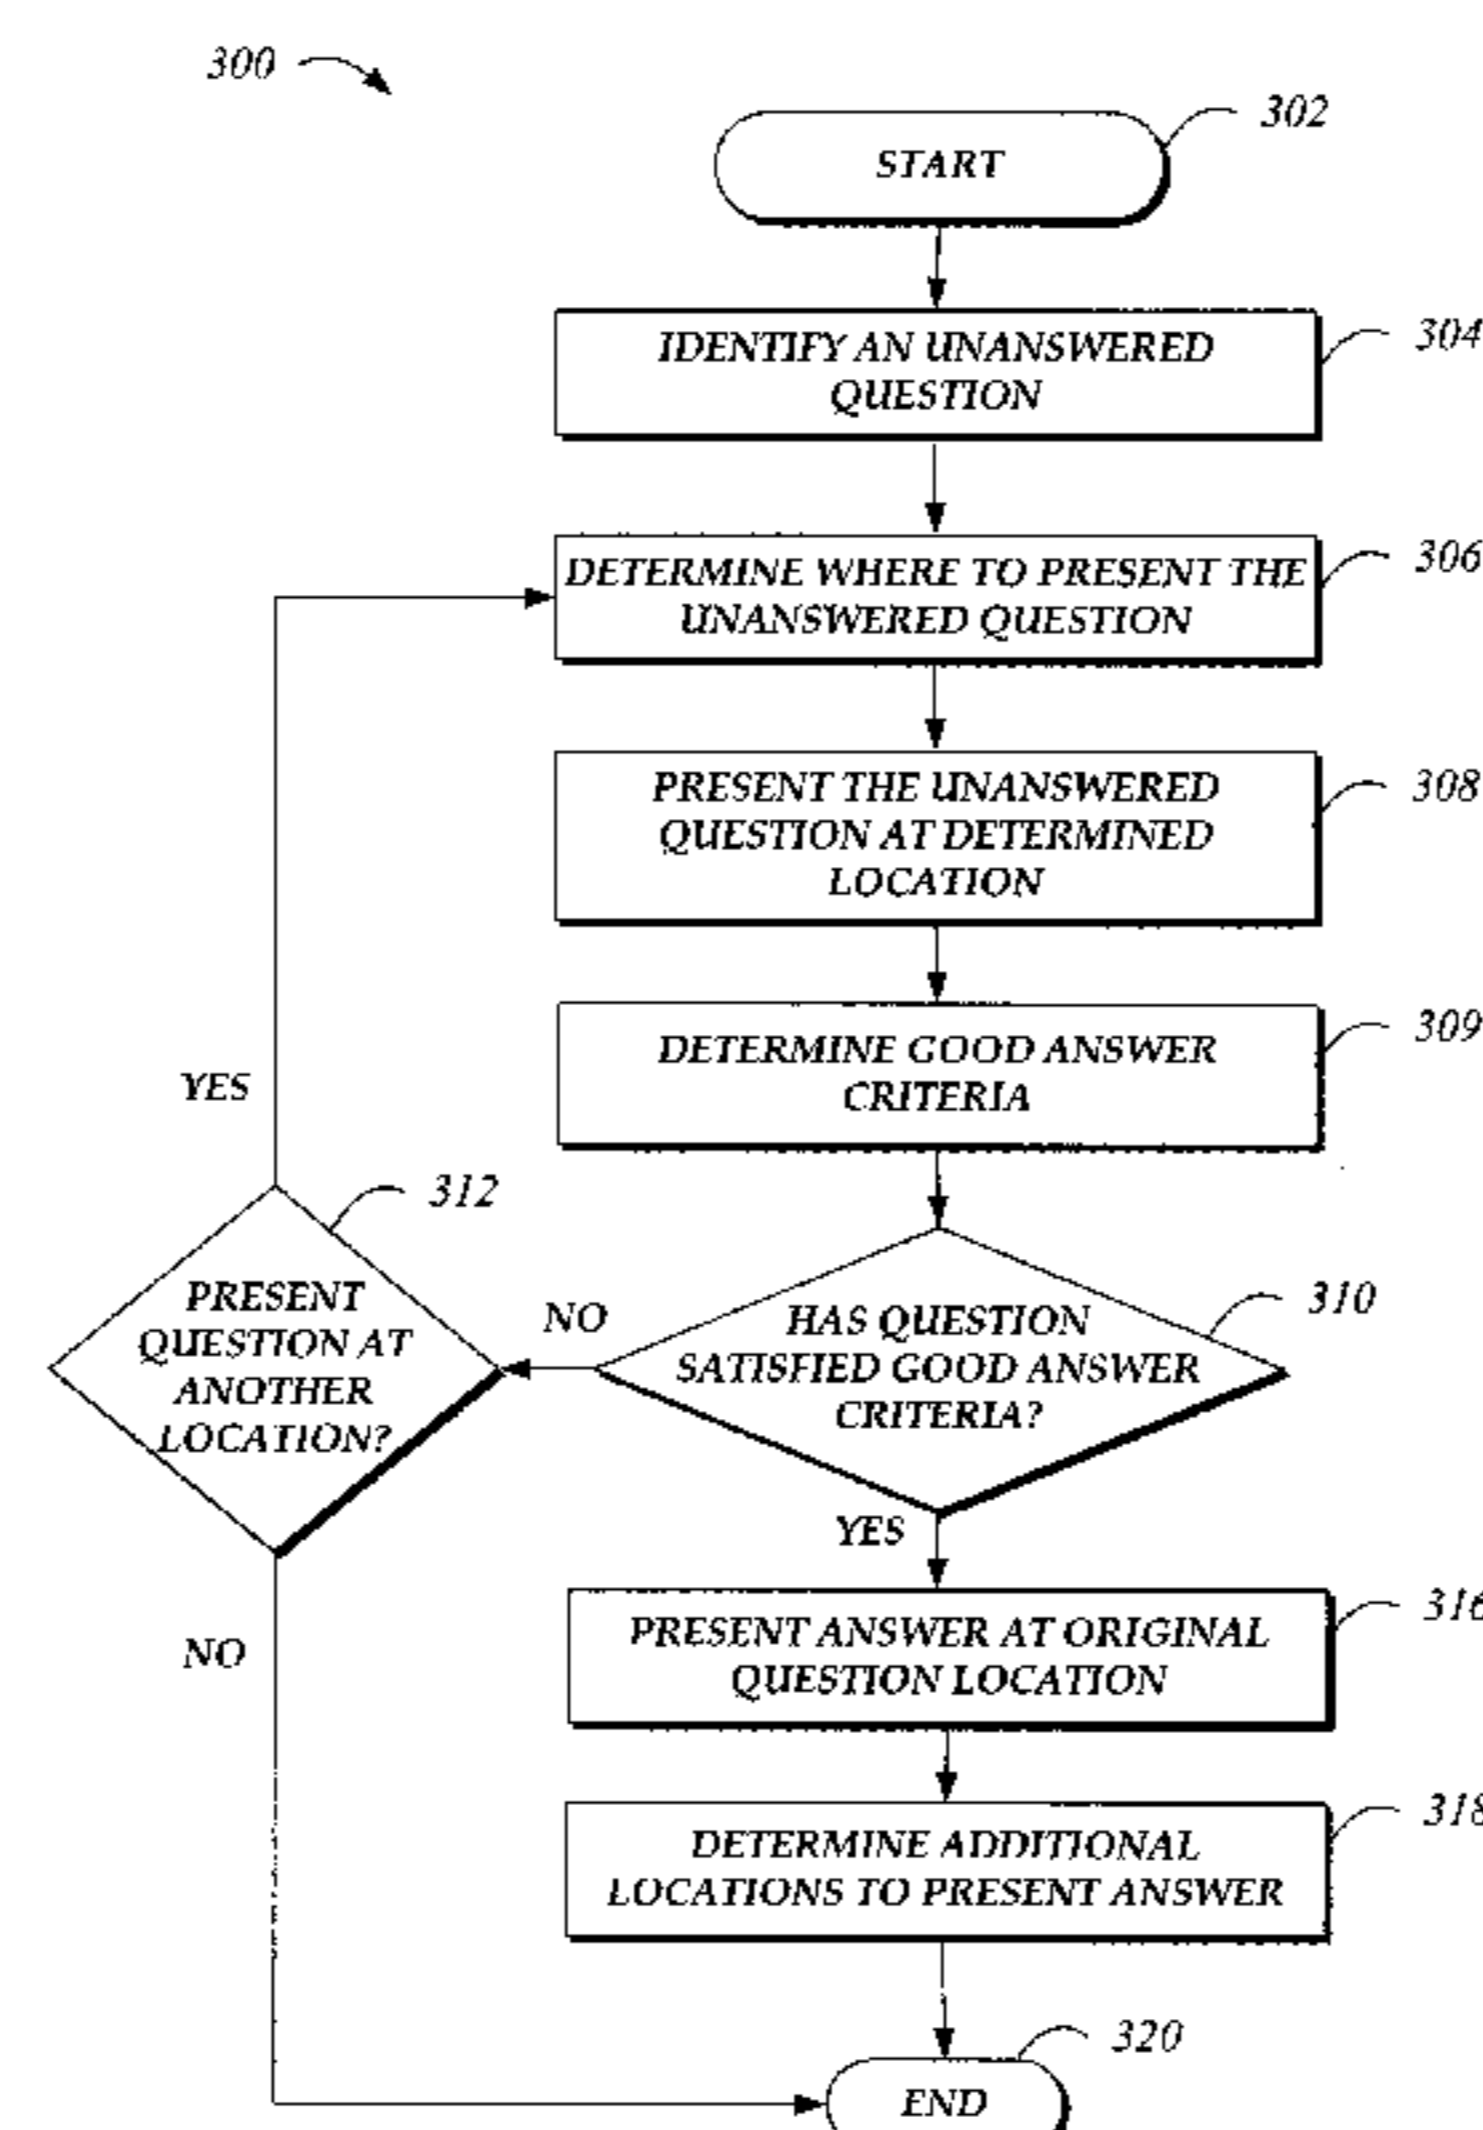 300
302
START
304
IDENTIFY AN UNANSWERED
QUESTION
306
DETERMINE WHERE TO PRESENT THE
UNANSWERED QUESTION
308
PRESENT THE UNANSWERED
QUESTION AT DETERMINED
LOCATION
309
DETERMINE GOOD ANSWER
CRITERIA
YES
312
PRESENT
QUESTION AT
ANOTHER
LOCATION?
NO
310
HAS QUESTION
SATISFIED GOOD ANSWER
CRITERIA?
YES
NO
316
PRESENT ANSWER AT ORIGINAL
QUESTION LOCATION
318
DETERMINE ADDITIONAL
LOCATIONS TO PRESENT ANSWER
320
END